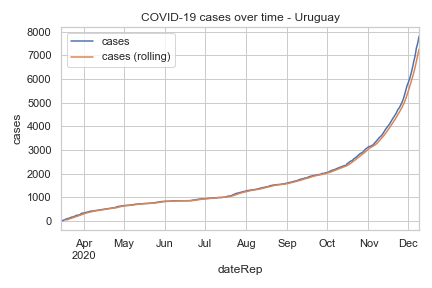 COVID-19 cases over time - Uruguay
cases
cases (rolling)
8000
7000
6000
5000
4000
3000
2000
1000
0
cases
Apr May Jun Jul Aug Sep Oct Nov Dec
2020
dateRep